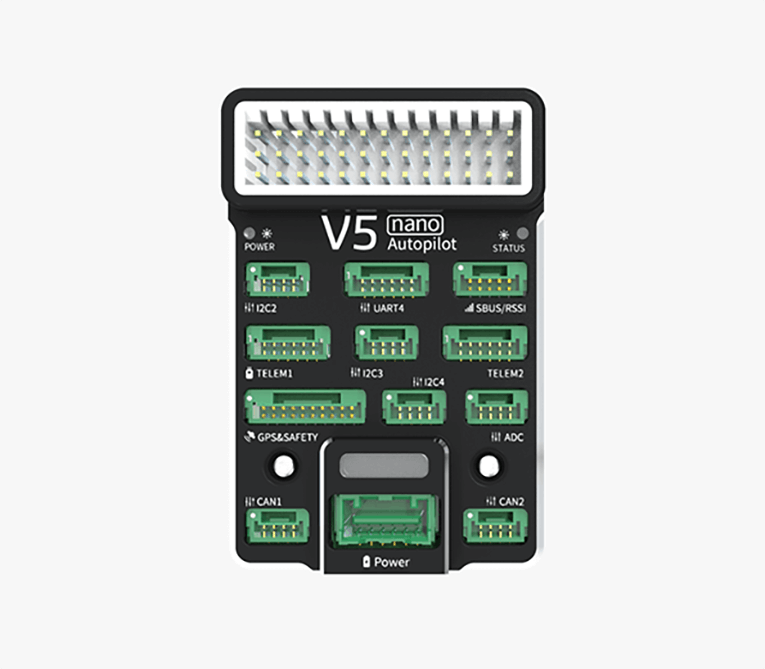 V5 nano
Autopilot
POWER
STATUS
I2C2
UART4
SBUS/RSSI
TELEM1
I2C3
TELEM2
I2C4
GPS&SAFETY
ADC
CAN1
CAN2
Power